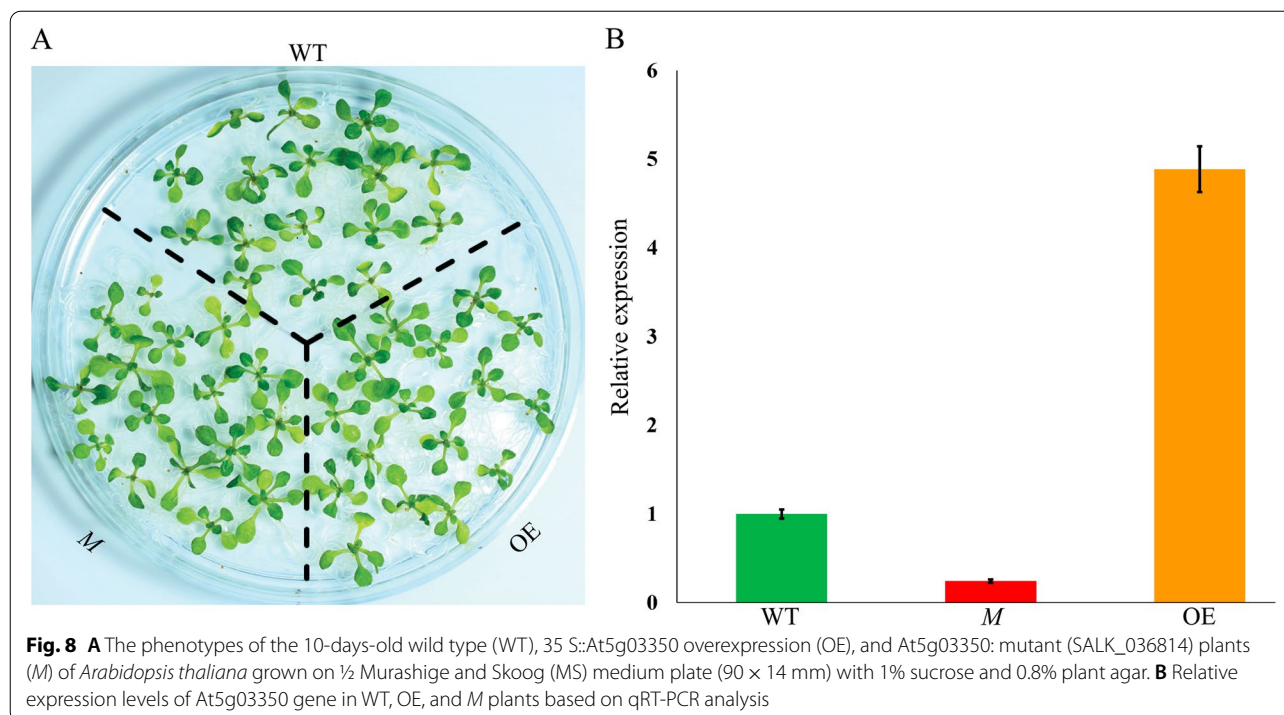 A
WT
M
OE
B
6
5
4
3
2
1
0
Relative expression
WT
M
OE
Fig. 8 A The phenotypes of the 10-days-old wild type (WT), 35 S::At5g03350 overexpression (OE), and At5g03350: mutant (SALK_036814) plants
(M) of Arabidopsis thaliana grown on ½ Murashige and Skoog (MS) medium plate (90 × 14 mm) with 1% sucrose and 0.8% plant agar. B Relative
expression levels of At5g03350 gene in WT, OE, and M plants based on qRT-PCR analysis